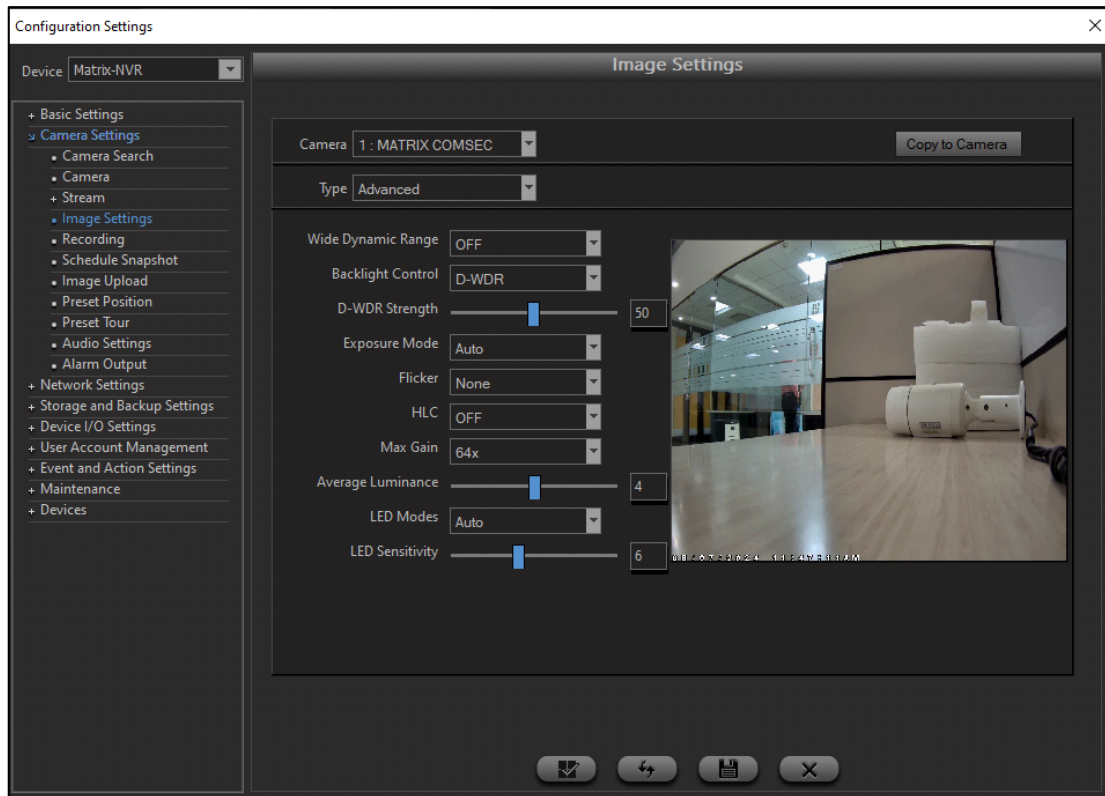 Configuration Settings
Device Matrix-NVR
+ Basic Settings
Camera Settings
Camera Search
Camera
+ Stream
Image Settings
Recording
Schedule Snapshot
Image Upload
Preset Position
Preset Tour
Audio Settings
Alarm Output
+ Network Settings
+ Storage and Backup Settings
+ Device I/O Settings
+ User Account Management
+ Event and Action Settings
+ Maintenance
+ Devices
Image Settings
Camera 1 : MATRIX COMSEC Copy to Camera
Type Advanced
Wide Dynamic Range OFF
Backlight Control D-WDR
D-WDR Strength 50
Exposure Mode Auto
Flicker None
HLC OFF
Max Gain 64x
Average Luminance 4
LED Modes Auto
LED Sensitivity 6